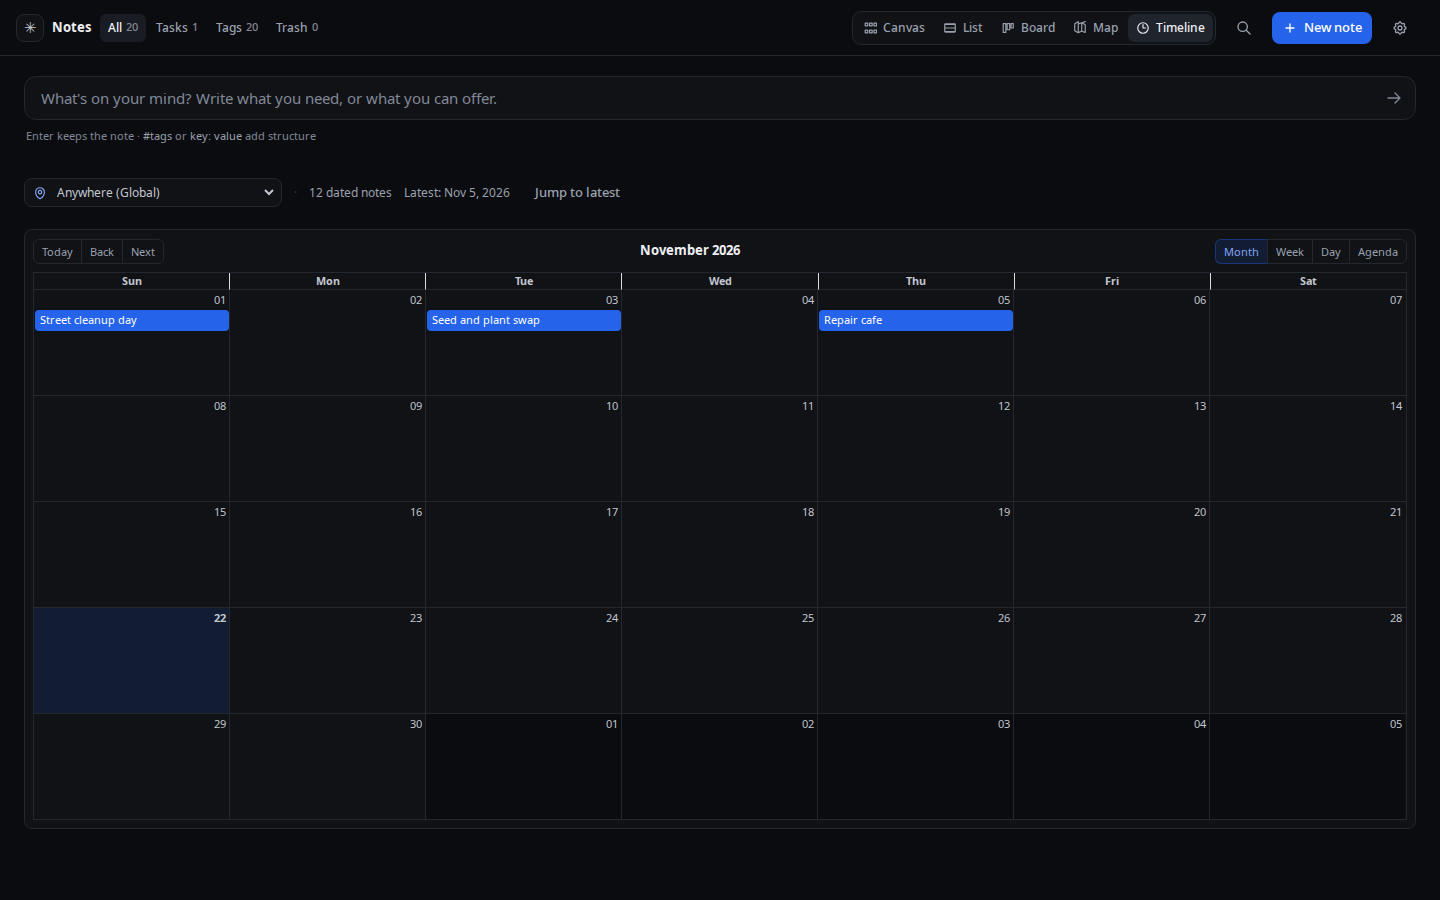 Notes All 20 Tasks 1 Tags 20 Trash 0 Canvas List Board Map Timeline New note
What's on your mind? Write what you need, or what you can offer.
Enter keeps the note · #tags or key: value add structure
Anywhere (Global) · 12 dated notes Latest: Nov 5, 2026 Jump to latest
Today Back Next November 2026 Month Week Day Agenda
Sun Mon Tue Wed Thu Fri Sat
01 02 03 04 05 06 07
Street cleanup day Seed and plant swap Repair cafe
08 09 10 11 12 13 14
15 16 17 18 19 20 21
22 23 24 25 26 27 28
29 30 01 02 03 04 05